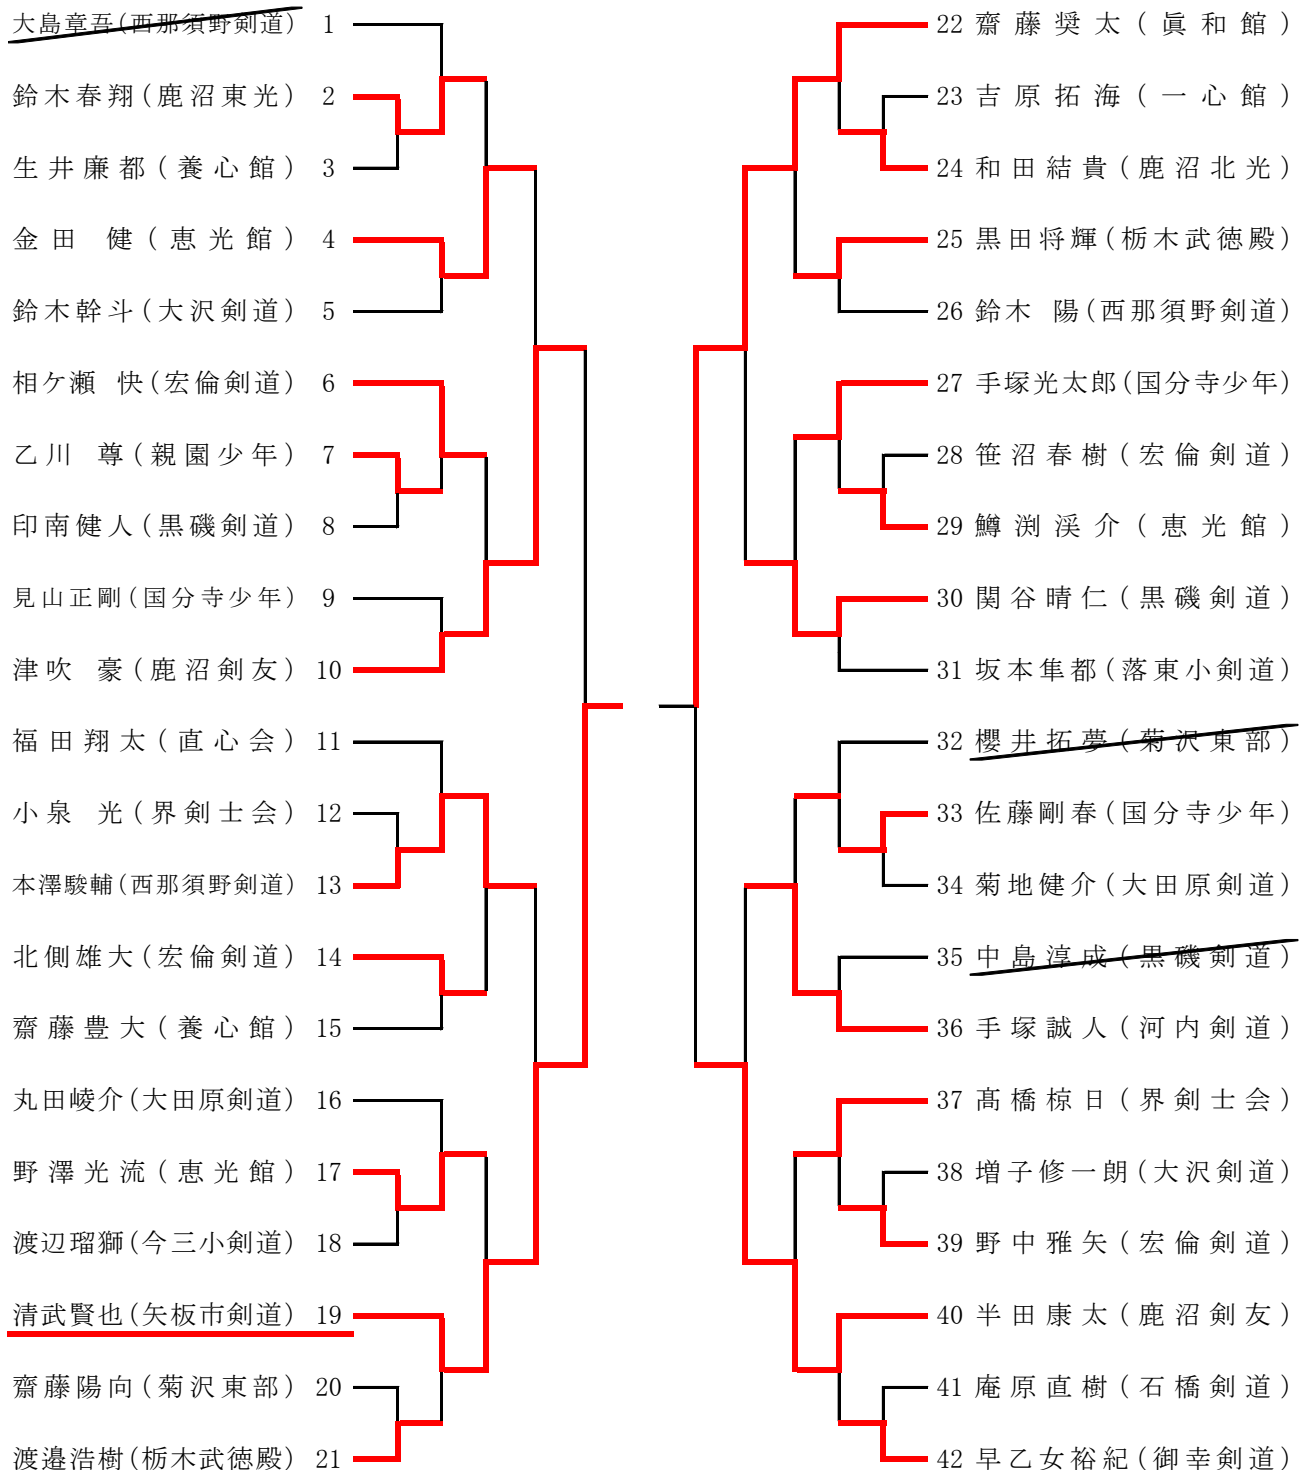 大島章吾(西那須野剣道) 1
鈴木春翔(鹿沼東光) 2
生井廉都(養心館) 3
金田 健(恵光館) 4
鈴木幹斗(大沢剣道) 5
相ケ瀬 快(宏倫剣道) 6
乙川 尊(親園少年) 7
印南健人(黒磯剣道) 8
見山正剛(国分寺少年) 9
津吹 豪(鹿沼剣友) 10
福田翔太(直心会) 11
小泉 光(界剣士会) 12
本澤駿輔(西那須野剣道) 13
北側雄大(宏倫剣道) 14
齋藤豊大(養心館) 15
丸田崚介(大田原剣道) 16
野澤光流(恵光館) 17
渡辺瑠獅(今三小剣道) 18
清武賢也(矢板市剣道) 19
齋藤陽向(菊沢東部) 20
渡邉浩樹(栃木武徳殿) 21
22 齋藤奨太(眞和館)
23 吉原拓海(一心館)
24 和田結貴(鹿沼北光)
25 黒田将輝(栃木武徳殿)
26 鈴木 陽(西那須野剣道)
27 手塚光太郎(国分寺少年)
28 笹沼春樹(宏倫剣道)
29 鱒渕渓介(恵光館)
30 関谷晴仁(黒磯剣道)
31 坂本隼都(落東小剣道)
32 櫻井拓夢(菊沢東部)
33 佐藤剛春(国分寺少年)
34 菊地健介(大田原剣道)
35 中島淳成(黒磯剣道)
36 手塚誠人(河内剣道)
37 髙橋椋日(界剣士会)
38 増子修一朗(大沢剣道)
39 野中雅矢(宏倫剣道)
40 半田康太(鹿沼剣友)
41 庵原直樹(石橋剣道)
42 早乙女裕紀(御幸剣道)